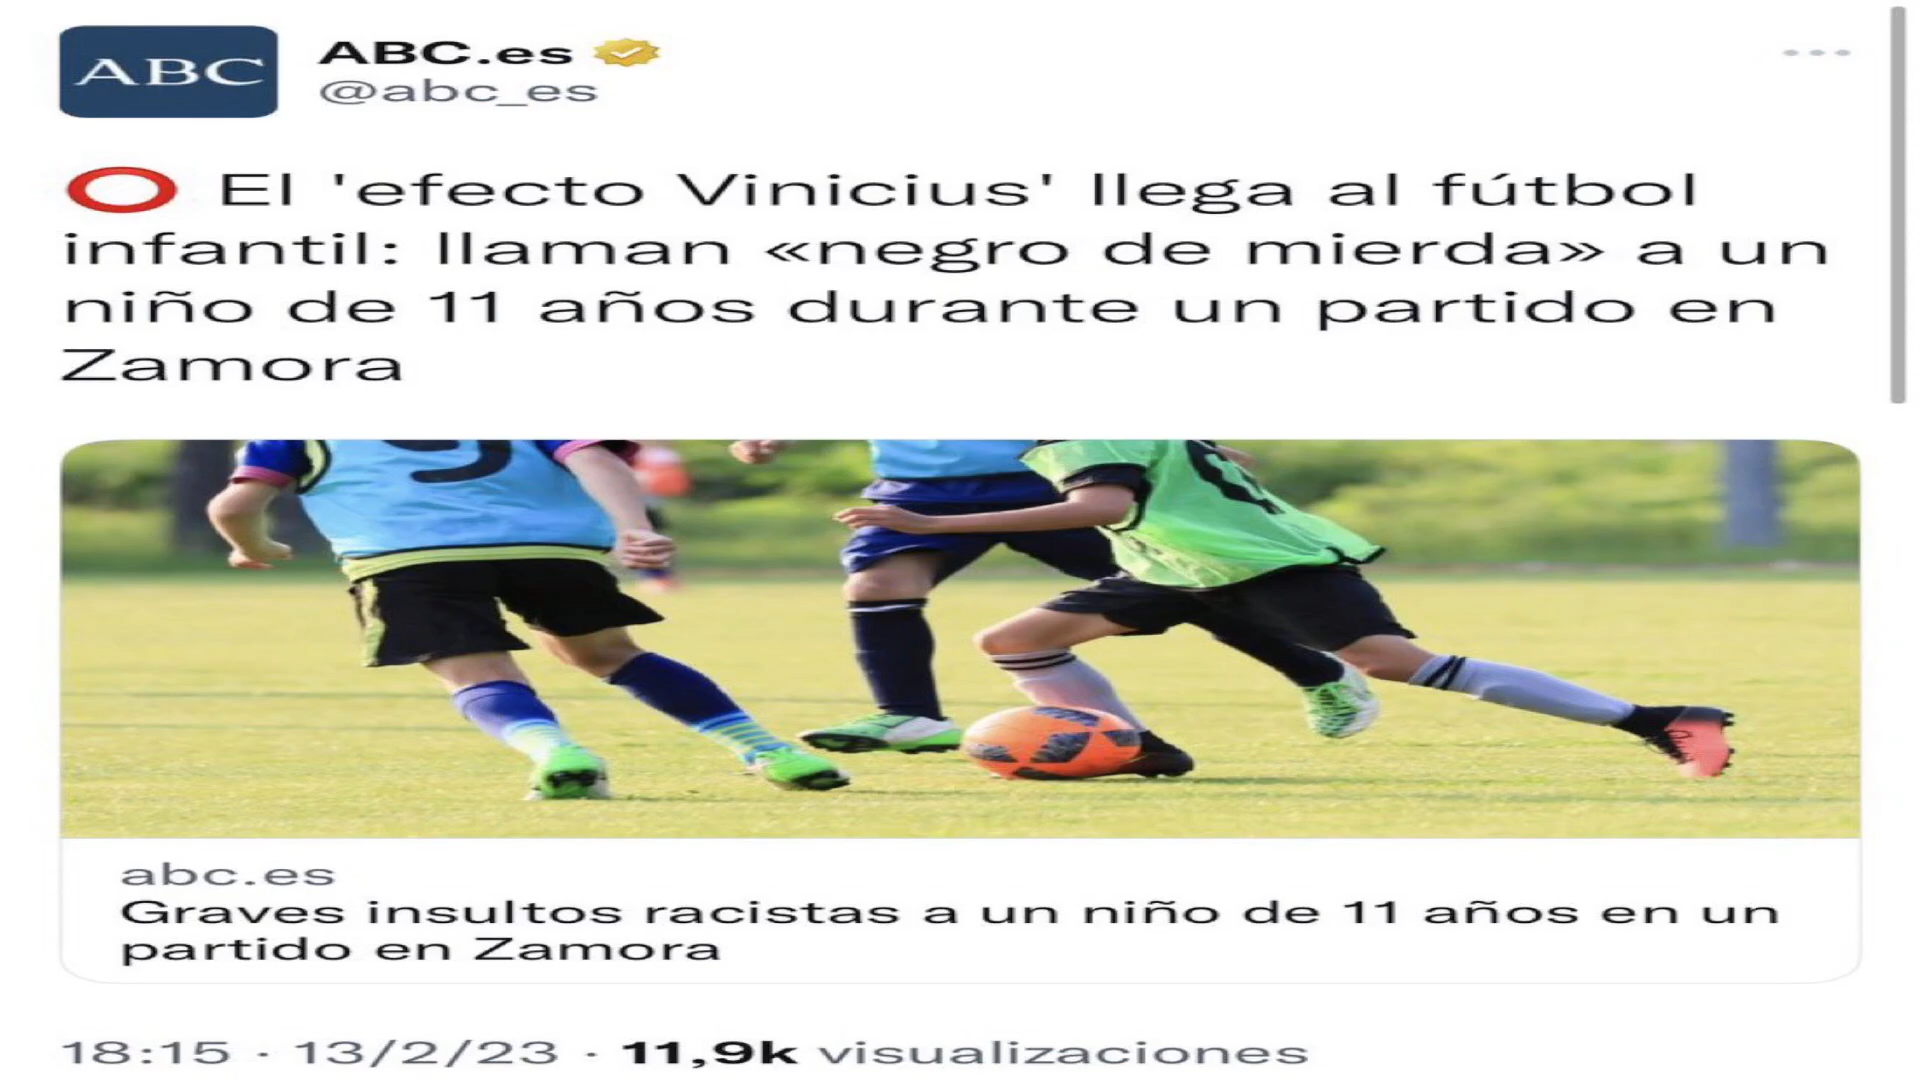 ABC
ABC.es
@abc_es
El 'efecto Vinicius' llega al fútbol
infantil: llaman «negro de mierda» a un
niño de 11 años durante un partido en
Zamora
9
abc.es
Graves insultos racistas a un niño de 11 años en un
partido en Zamora
18:15 · 13/2/23 · 11,9k visualizaciones